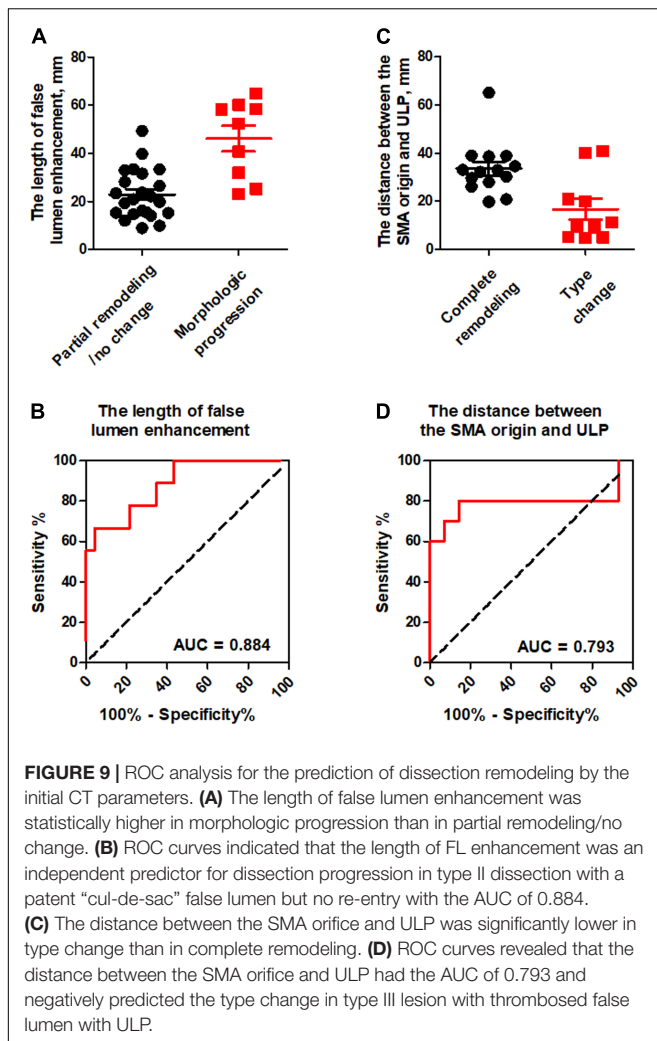 A
The length of false
lumen enhancement, mm
80
60
40
20
0
Partial remodeling
/no change
Morphologic
progression
C
The distance between the
SMA origin and ULP, mm
80
60
40
20
0
Complete
remodeling
Type
change
B
The length of false
lumen enhancement
Sensitivity %
100
80
60
40
20
0
AUC = 0.884
0 20 40 60 80 100
100% - Specificity%
D
The distance between
the SMA origin and ULP
Sensitivity %
100
80
60
40
20
0
AUC = 0.793
0 20 40 60 80 100
100% - Specificity%
FIGURE 9 | ROC analysis for the prediction of dissection remodeling by the
initial CT parameters. (A) The length of false lumen enhancement was
statistically higher in morphologic progression than in partial remodeling/no
change. (B) ROC curves indicated that the length of FL enhancement was an
independent predictor for dissection progression in type II dissection with a
patent “cul-de-sac” false lumen but no re-entry with the AUC of 0.884.
(C) The distance between the SMA orifice and ULP was significantly lower in
type change than in complete remodeling. (D) ROC curves revealed that the
distance between the SMA orifice and ULP had the AUC of 0.793 and
negatively predicted the type change in type III lesion with thrombosed false
lumen with ULP.